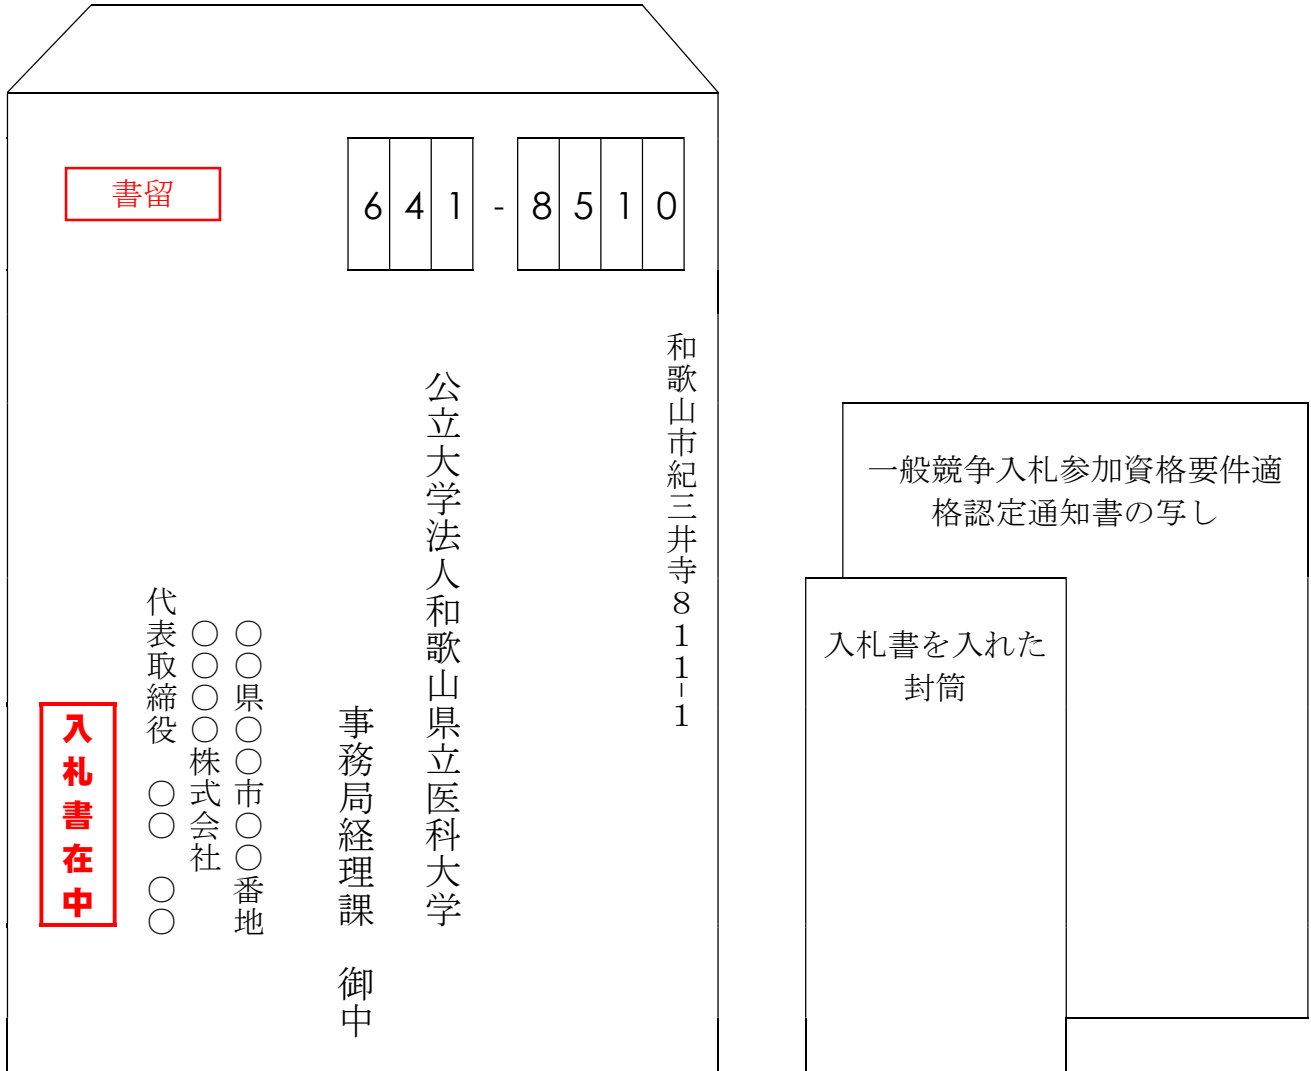 書留
641-8510
和歌山市紀三井寺811-1
公立大学法人和歌山県立医科大学
事務局経理課　御中
○○県○○市○○番地
○○○○株式会社
代表取締役　○○　○○
入札書在中
一般競争入札参加資格要件適
格認定通知書の写し
入札書を入れた
封筒